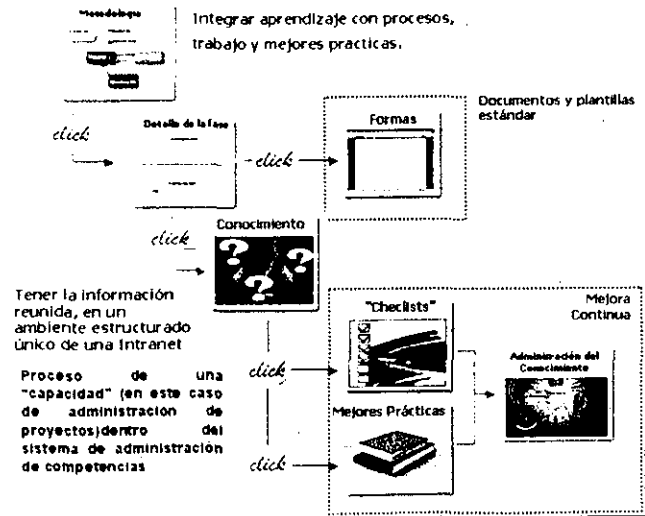 Metodología
Integrar aprendizaje con procesos,
trabajo y mejores practicas.
click
Detalle de la fase
click
Formas
Documentos y plantillas
estándar
click
Conocimiento
Tener la información
reunida, en un
ambiente estructurado
único de una Intranet
Proceso de una
"capacidad" (en este caso
de administración de
proyectos)dentro del
sistema de administración
de competencias
click
"Checklists"
Mejora
Continua
Administración del
Conocimiento
click
Mejores Prácticas